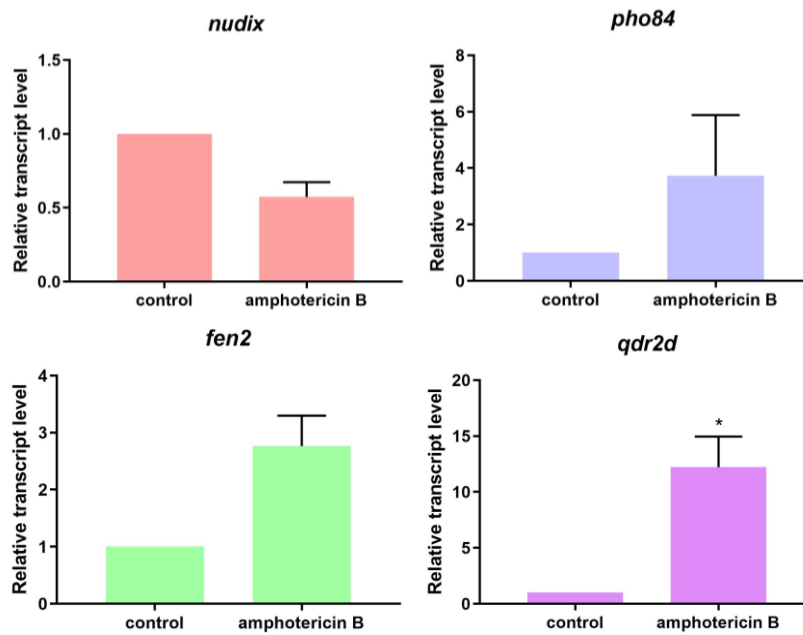 nudix
Relative transcript level
1.5
1.0
0.5
0.0
control amphotericin B
pho84
Relative transcript level
8
6
4
2
0
control amphotericin B
fen2
Relative transcript level
4
3
2
1
0
control amphotericin B
qdr2d
Relative transcript level
20
15
10
5
0
*
control amphotericin B